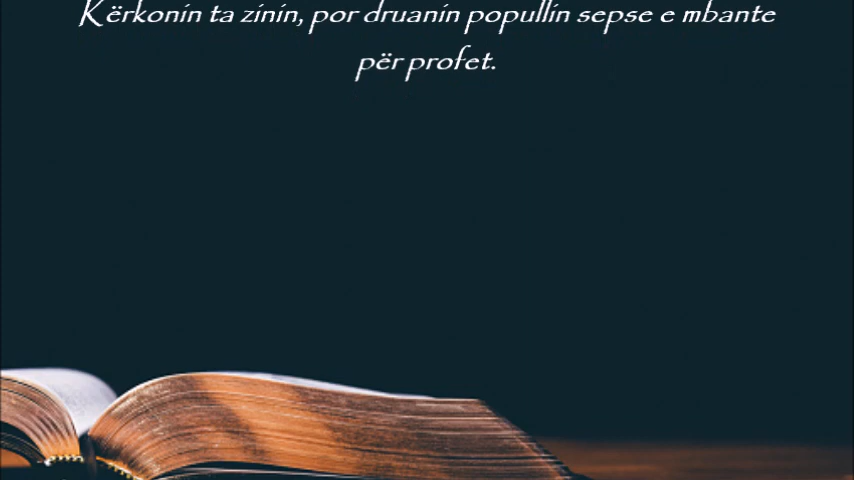 Kërkonin ta zinin, por druanin popullin sepse e mbante
për profet.